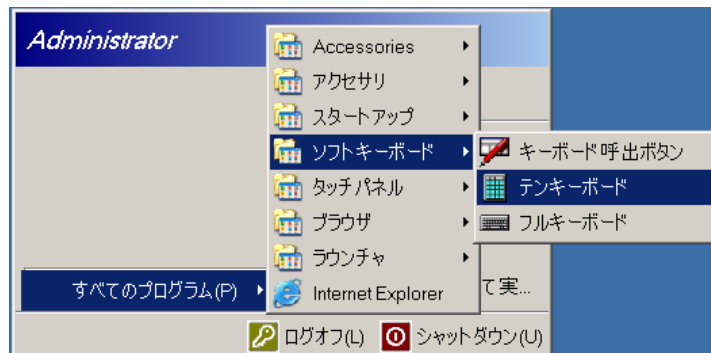 Administrator
Accessories
アクセサリ
スタートアップ
ソフトキーボード
タッチパネル
ブラウザ
ラウンチャ
Internet Explorer
キーボード呼出ボタン
テンキーボード
フルキーボード
すべてのプログラム(P)
て実...
ログオフ(L) シャットダウン(U)